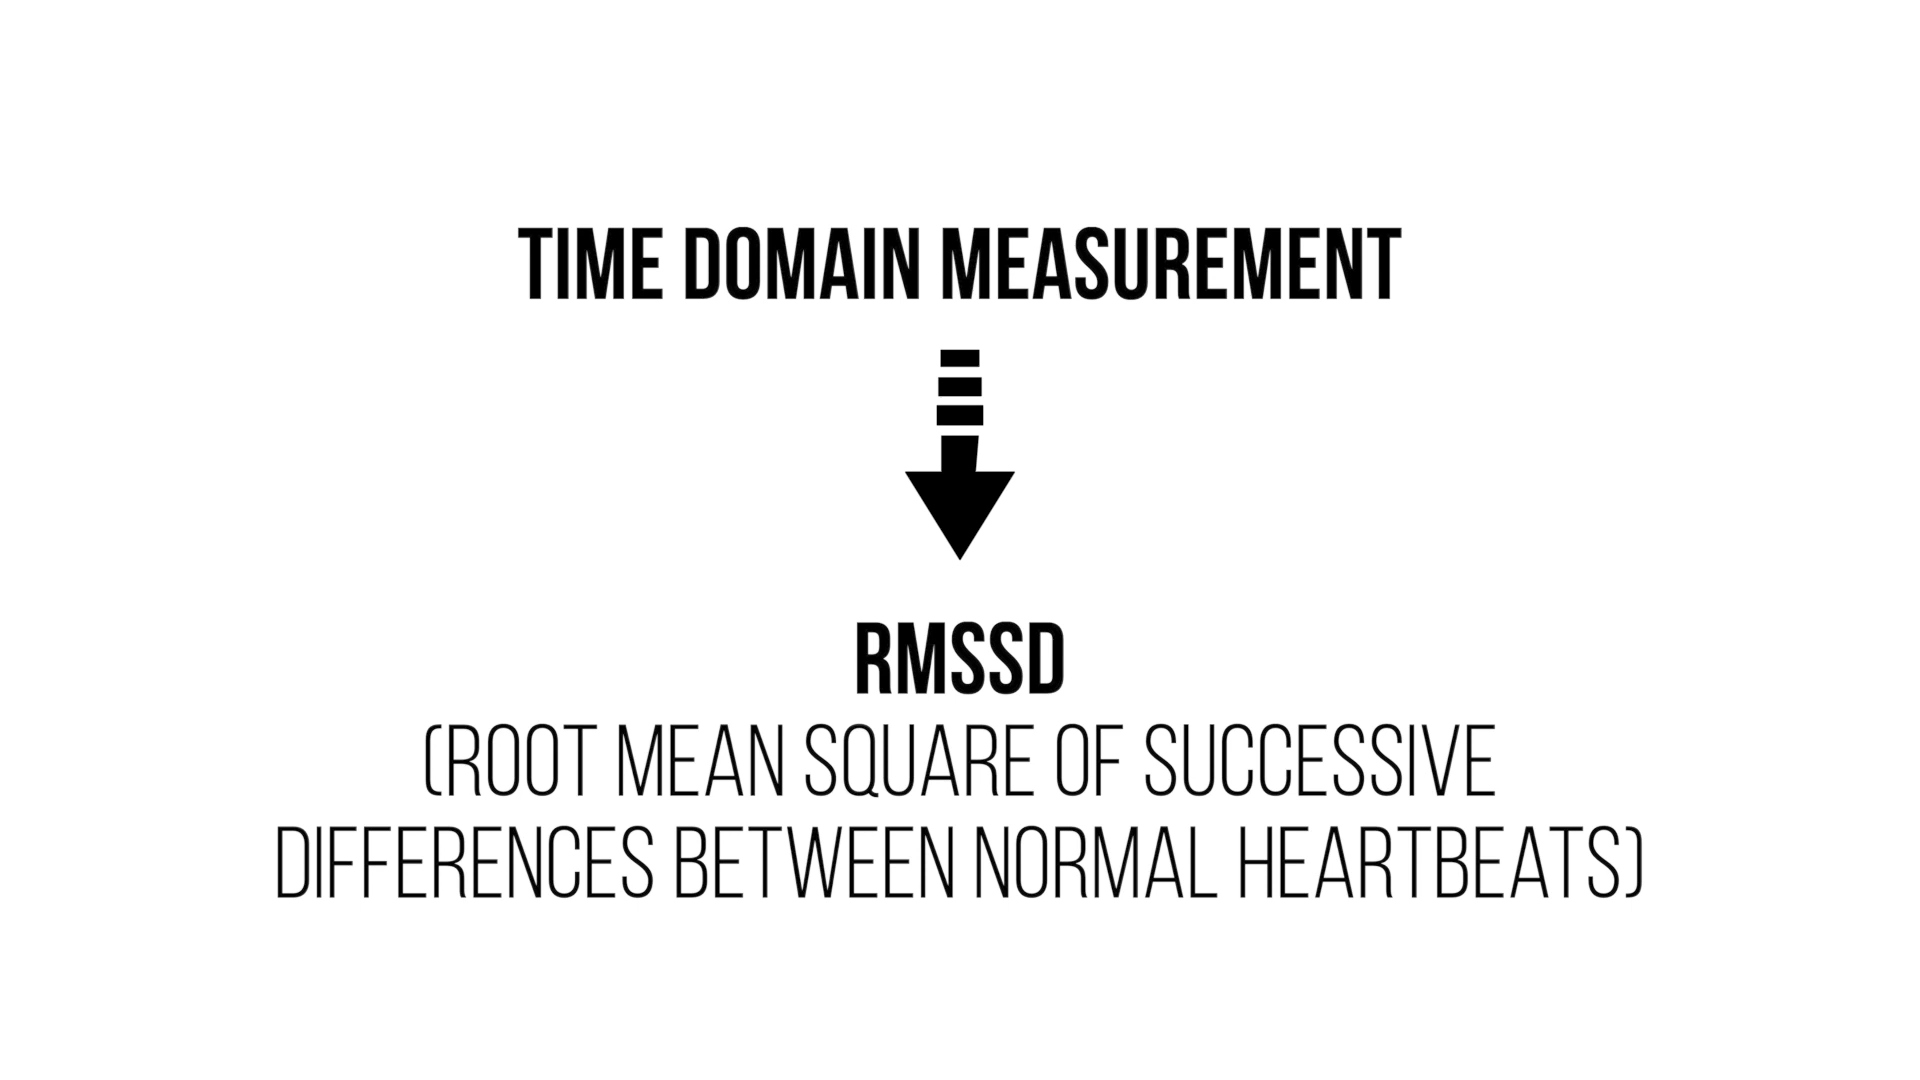 TIME DOMAIN MEASUREMENT
RMSSD
(ROOT MEAN SQUARE OF SUCCESSIVE
DIFFERENCES BETWEEN NORMAL HEARTBEATS)